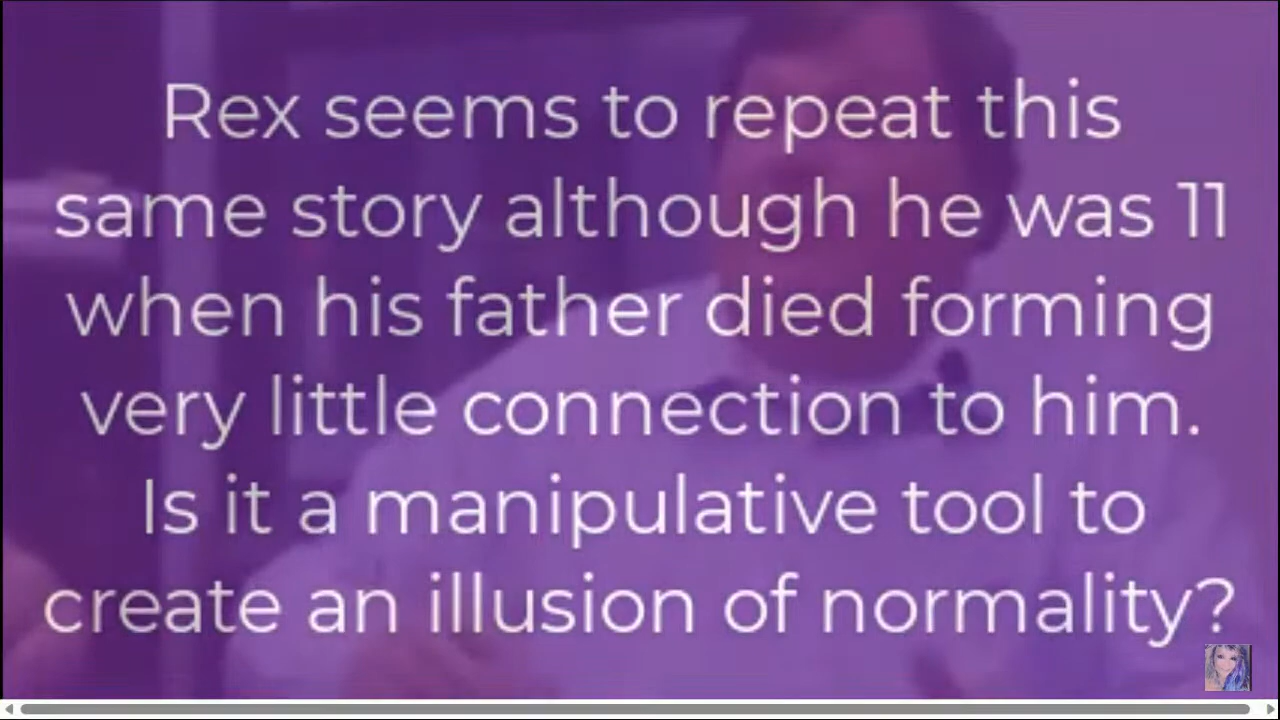 Rex seems to repeat this
same story although he was 11
when his father died forming
very little connection to him.
Is it a manipulative tool to
create an illusion of normality?